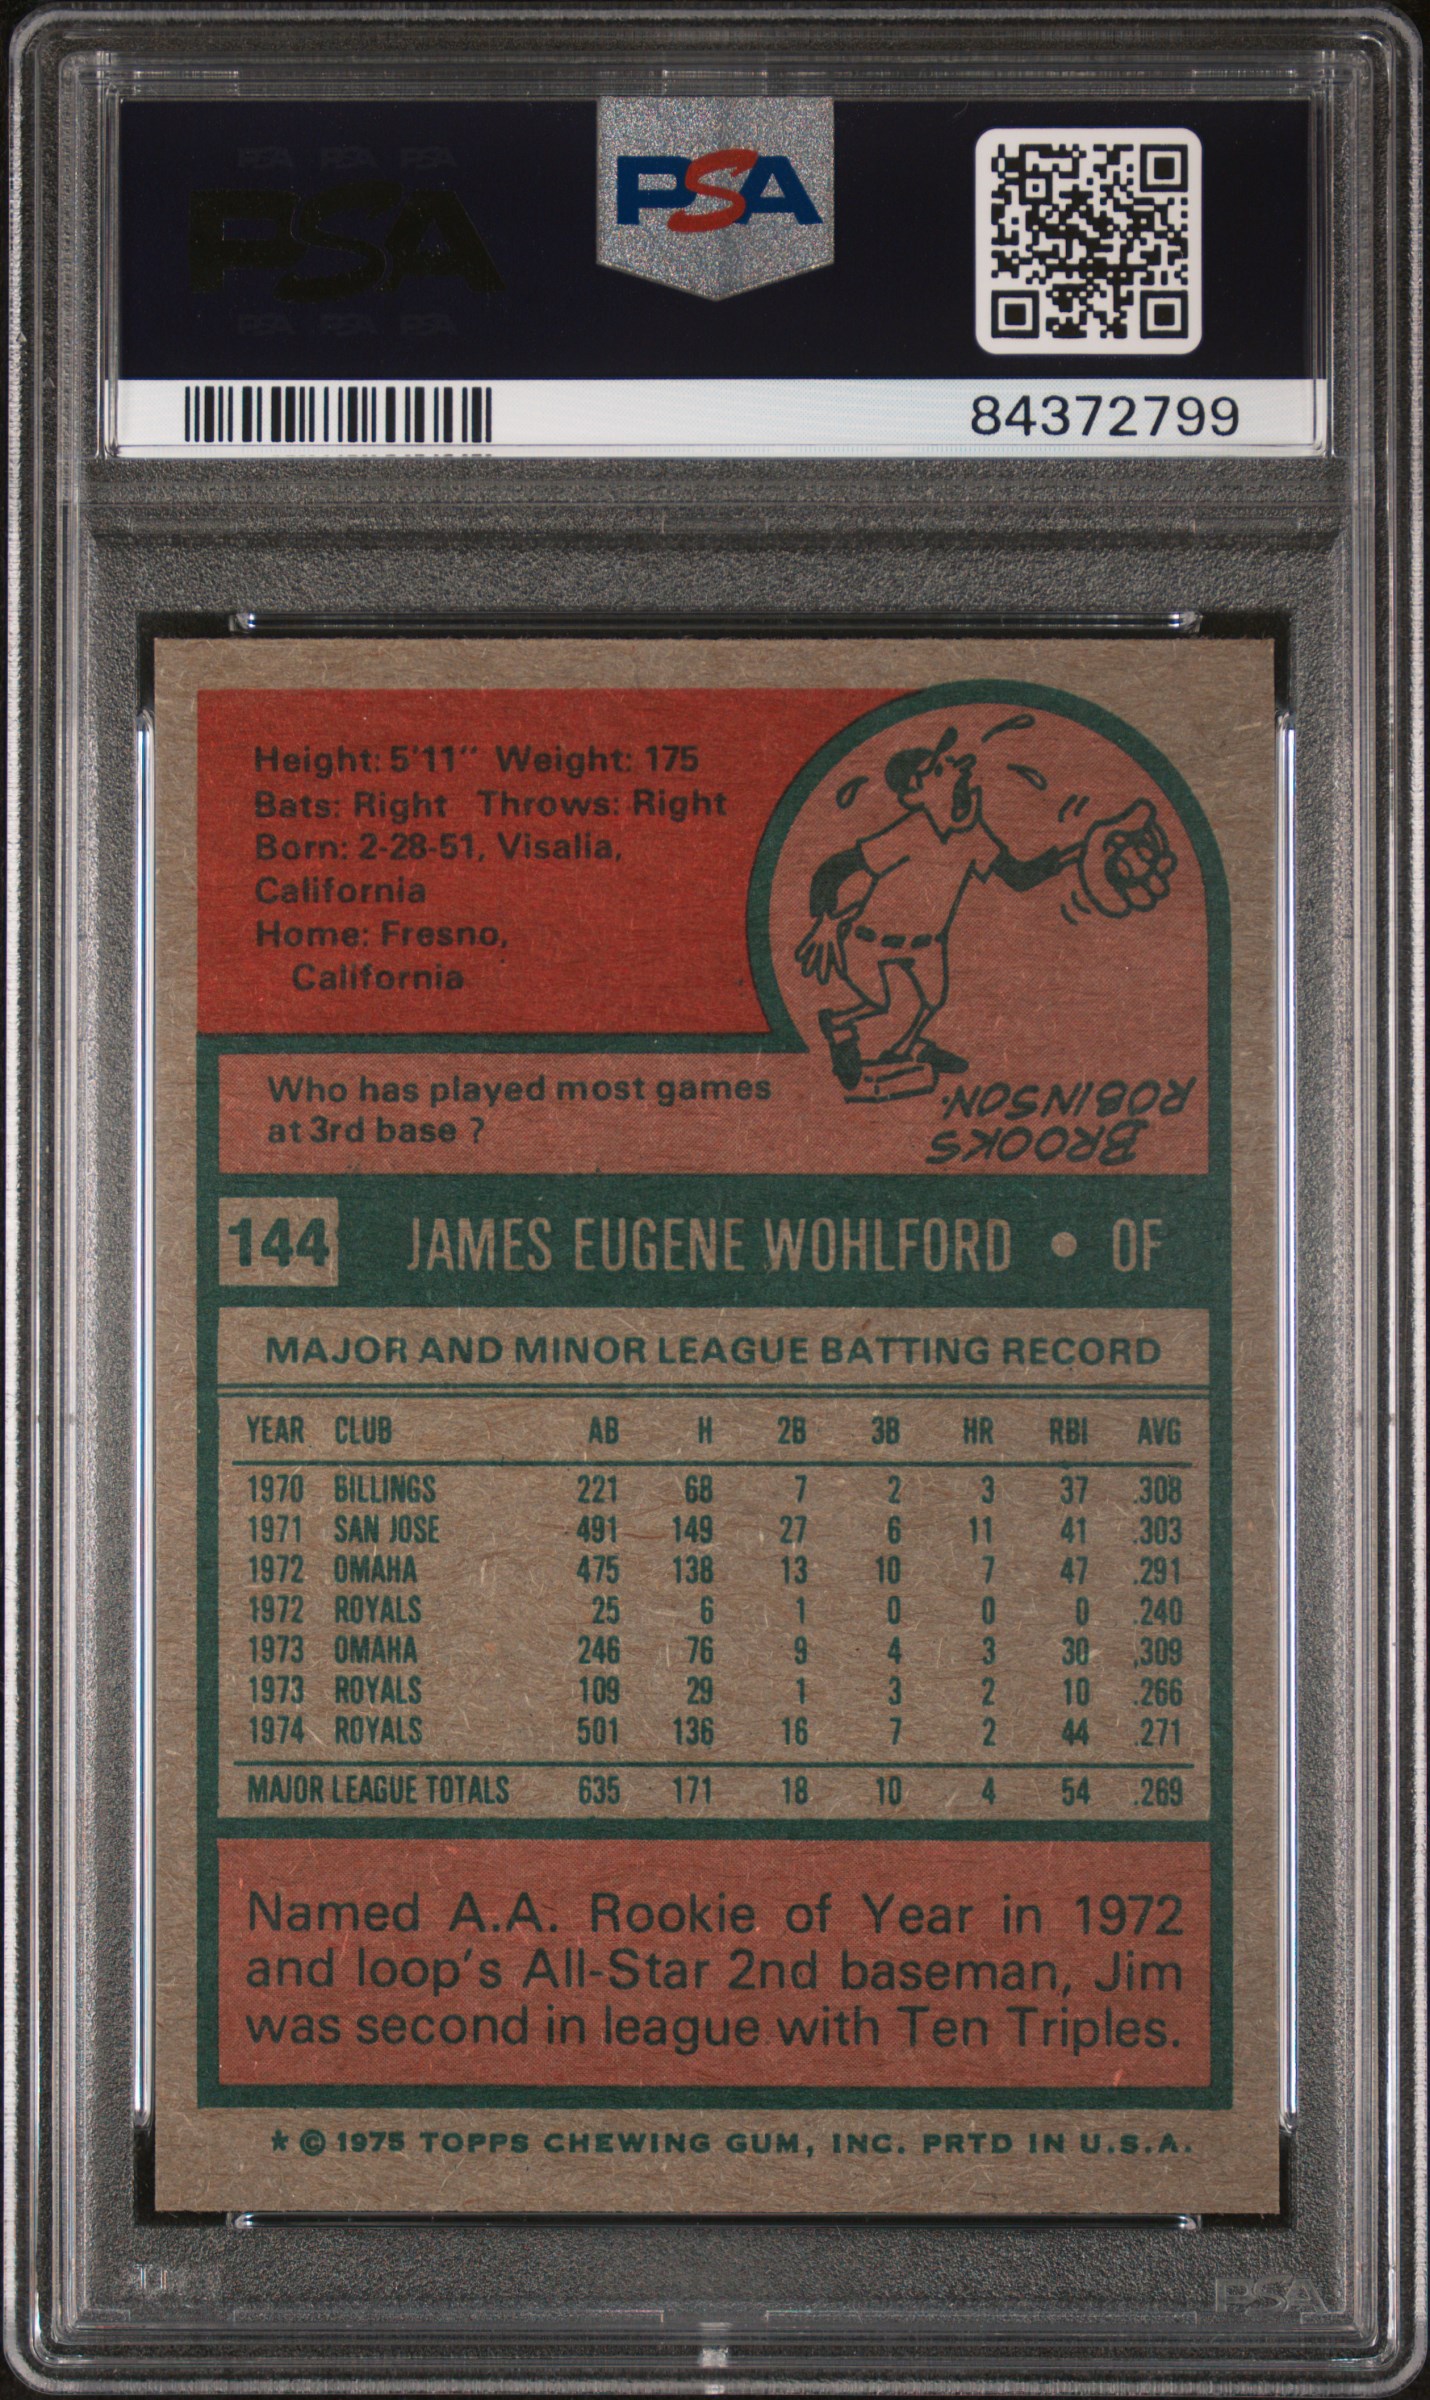 PSA PSA PSA
PSA
PSA PSA PSA
PSA
84372799
Height: 5'11" Weight: 175
Bats: Right Throws: Right
Born: 2-28-51, Visalia,
California
Home: Fresno,
California
Who has played most games
at 3rd base ?
BROOKS
ROBINSON.
144 JAMES EUGENE WOHLFORD • OF
MAJOR AND MINOR LEAGUE BATTING RECORD
YEAR CLUB AB H 2B 3B HR RBI AVG
1970 BILLINGS 221 68 7 2 3 37 .308
1971 SAN JOSE 491 149 27 6 11 41 .303
1972 OMAHA 475 138 13 10 7 47 .291
1972 ROYALS 25 6 1 0 0 0 .240
1973 OMAHA 246 76 9 4 3 30 ,309
1973 ROYALS 109 29 1 3 2 10 .266
1974 ROYALS 501 136 16 7 2 44 .271
MAJOR LEAGUE TOTALS 635 171 18 10 4 54 .269
Named A.A. Rookie of Year in 1972
and loop's All-Star 2nd baseman, Jim
was second in league with Ten Triples.
* © 1975 TOPPS CHEWING GUM, INC. PRTD IN U.S.A.
PSA